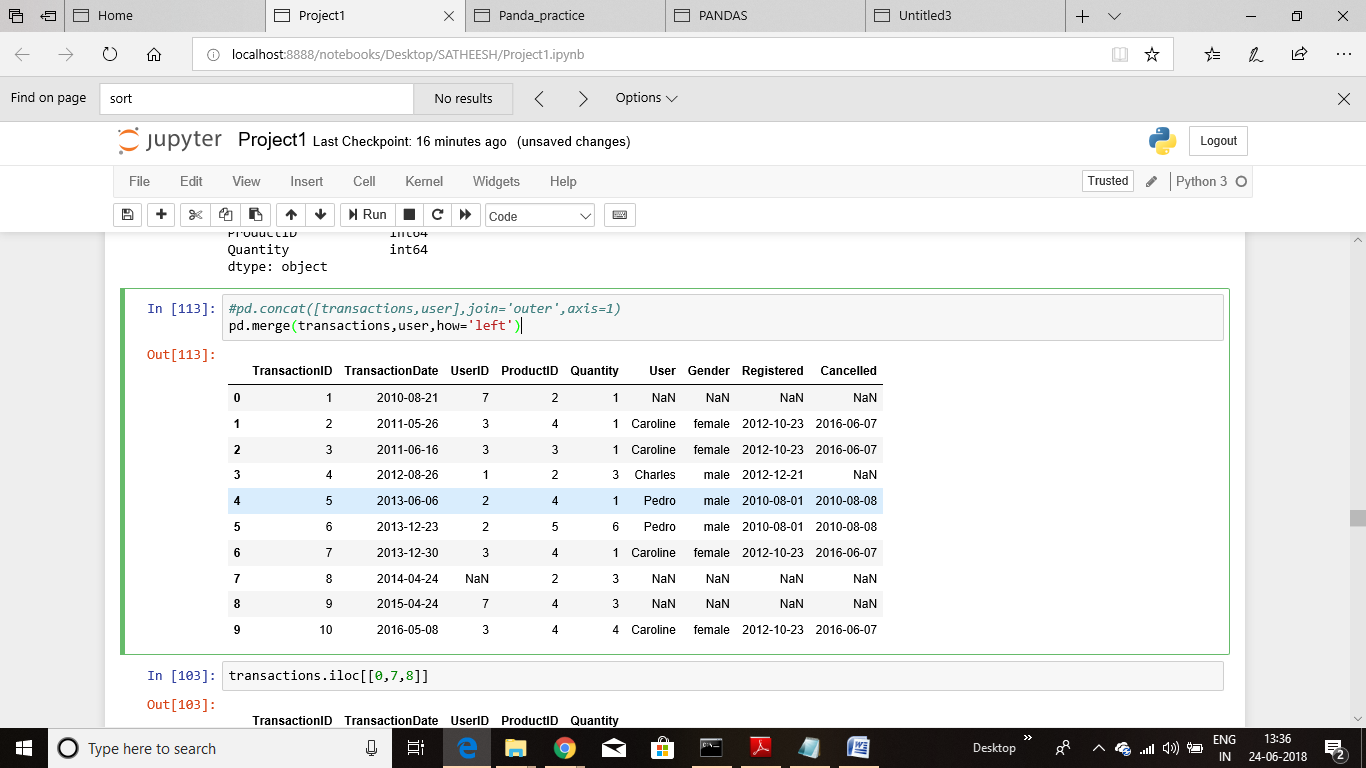 Home Project1 Panda_practice PANDAS Untitled3
localhost:8888/notebooks/Desktop/SATHEESH/Project1.ipynb
Find on page sort No results Options
jupyter Project1 Last Checkpoint: 16 minutes ago (unsaved changes) Logout
File Edit View Insert Cell Kernel Widgets Help Trusted Python 3
Run Code
ProductID int64
Quantity int64
dtype: object
In [113]: #pd.concat([transactions,user],join='outer',axis=1)
pd.merge(transactions,user,how='left')
Out[113]:
TransactionID TransactionDate UserID ProductID Quantity User Gender Registered Cancelled
0 1 2010-08-21 7 2 1 NaN NaN NaN NaN
1 2 2011-05-26 3 4 1 Caroline female 2012-10-23 2016-06-07
2 3 2011-06-16 3 3 1 Caroline female 2012-10-23 2016-06-07
3 4 2012-08-26 1 2 3 Charles male 2012-12-21 NaN
4 5 2013-06-06 2 4 1 Pedro male 2010-08-01 2010-08-08
5 6 2013-12-23 2 5 6 Pedro male 2010-08-01 2010-08-08
6 7 2013-12-30 3 4 1 Caroline female 2012-10-23 2016-06-07
7 8 2014-04-24 NaN 2 3 NaN NaN NaN NaN
8 9 2015-04-24 7 4 3 NaN NaN NaN NaN
9 10 2016-05-08 3 4 4 Caroline female 2012-10-23 2016-06-07
In [103]: transactions.iloc[[0,7,8]]
Out[103]:
TransactionID TransactionDate UserID ProductID Quantity
Type here to search Desktop ENG 13:36
IN 24-06-2018 2